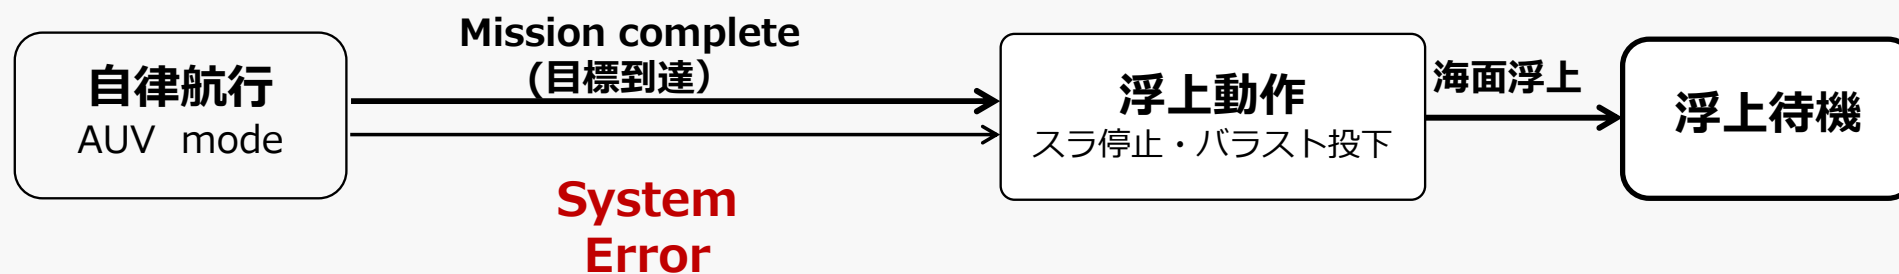 自律航行
AUV mode
Mission complete
(目標到達）
System
Error
浮上動作
スラ停止・バラスト投下
海面浮上
浮上待機